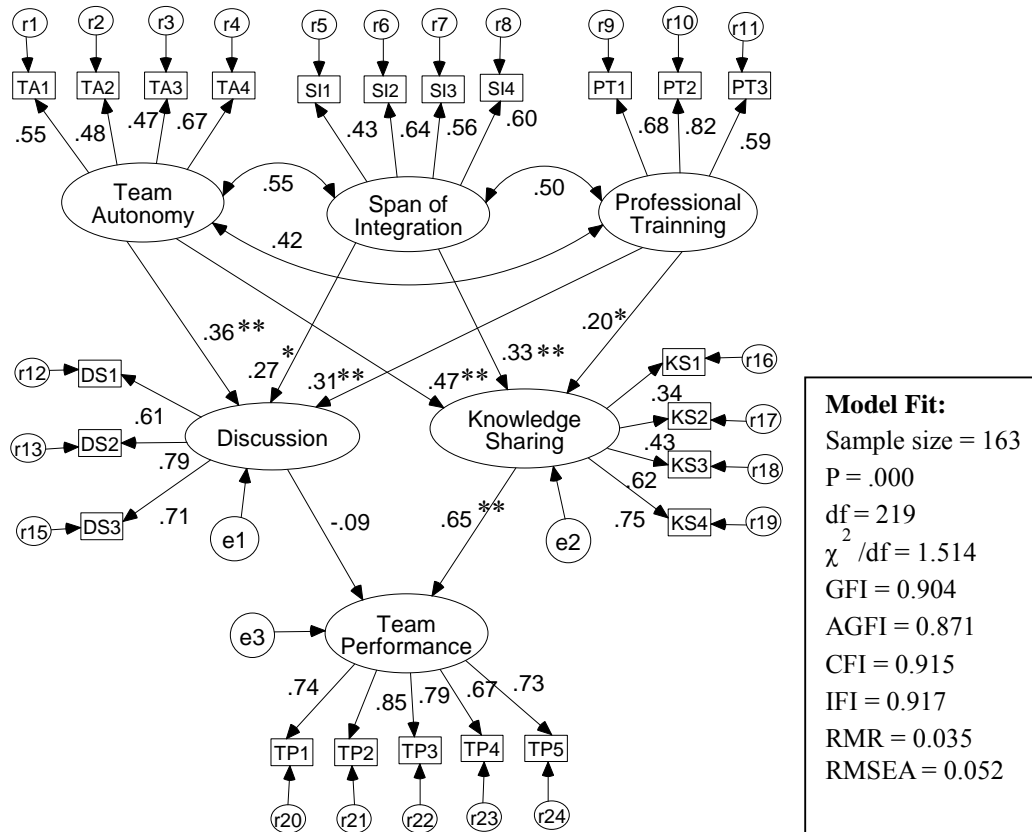 r1 r2 r3 r4 r5 r6 r7 r8 r9 r10 r11
TA1 TA2 TA3 TA4 SI1 SI2 SI3 SI4 PT1 PT2 PT3
.55 .48 .47 .67 .43 .64 .56 .60 .68 .82 .59
Team
Autonomy
.55
Span of
Integration
.50
Professional
Trainning
.42
.36** .27* .31** .47** .33** .20*
r12 DS1
.61
r13 DS2
.79
r15 DS3
.71
Discussion
Knowledge
Sharing
KS1 r16
.34
KS2 r17
.43
KS3 r18
.62
KS4 r19
.75
e1
-.09
.65**
e2
e3
Team
Performance
.74 .85 .79 .67 .73
TP1 TP2 TP3 TP4 TP5
r20 r21 r22 r23 r24
Model Fit:
Sample size = 163
P = .000
df = 219
χ² /df = 1.514
GFI = 0.904
AGFI = 0.871
CFI = 0.915
IFI = 0.917
RMR = 0.035
RMSEA = 0.052